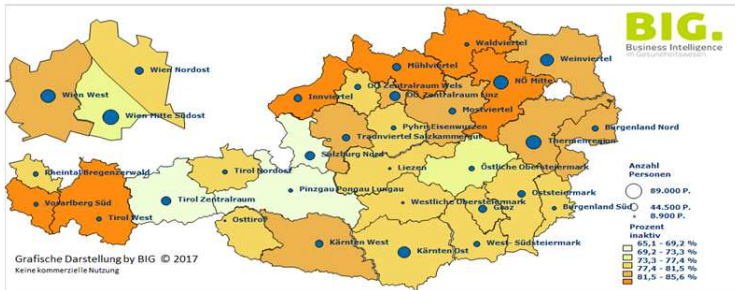 BIG.
Business Intelligence
im Gesundheitswesen
Wien Nordost
Wien West
Wien Mitte Südost
Waldviertel
Mühlviertel
Weinviertel
NÖ Mitte
OÖ Zentralraum Wels
OÖ Zentralraum Linz
Innviertel
Mostviertel
Pyhrn Eisenwurzen
Burgenland Nord
Traunviertel Salzkammergut
Thermenregion
Salzburg Nord
Liezen
Östliche Obersteiermark
Rheintal Bregenzerwald
Tirol Nordost
Pinzgau Pongau Lungau
Oststeiermark
Vorarlberg Süd
Tirol Zentralraum
Westliche Obersteiermark
Graz
Burgenland Süd
Tirol West
Osttirol
Kärnten West
Kärnten Ost
West- Südsteiermark
Anzahl
Personen
89.000 P.
44.500 P.
8.900 P.
Prozent
inaktiv
65,1 - 69,2 %
69,2 - 73,3 %
73,3 - 77,4 %
77,4 - 81,5 %
81,5 - 85,6 %
Grafische Darstellung by BIG © 2017
Keine kommerzielle Nutzung